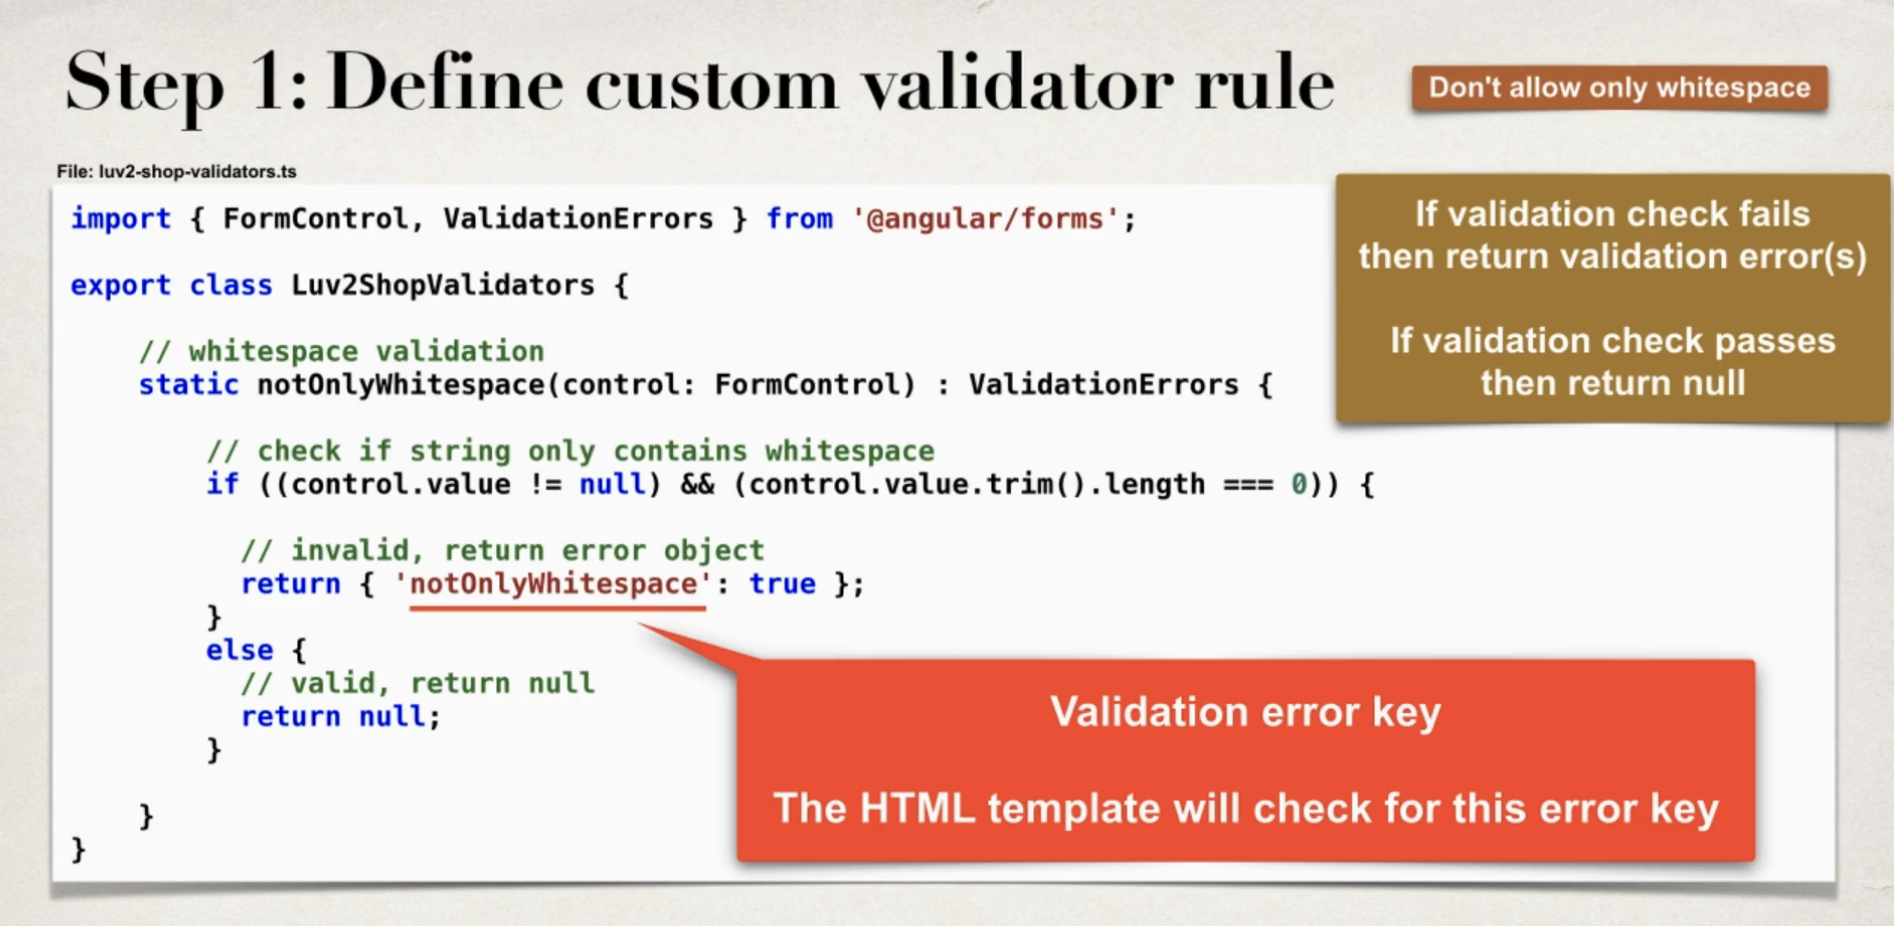 Step 1: Define custom validator rule
Don't allow only whitespace
File: luv2-shop-validators.ts
import { FormControl, ValidationErrors } from '@angular/forms';
export class Luv2ShopValidators {
// whitespace validation
static notOnlyWhitespace(control: FormControl) : ValidationErrors {
// check if string only contains whitespace
if ((control.value != null) && (control.value.trim().length === 0)) {
// invalid, return error object
return { 'notOnlyWhitespace': true };
}
else {
// valid, return null
return null;
}
}
}
If validation check fails
then return validation error(s)
If validation check passes
then return null
Validation error key
The HTML template will check for this error key